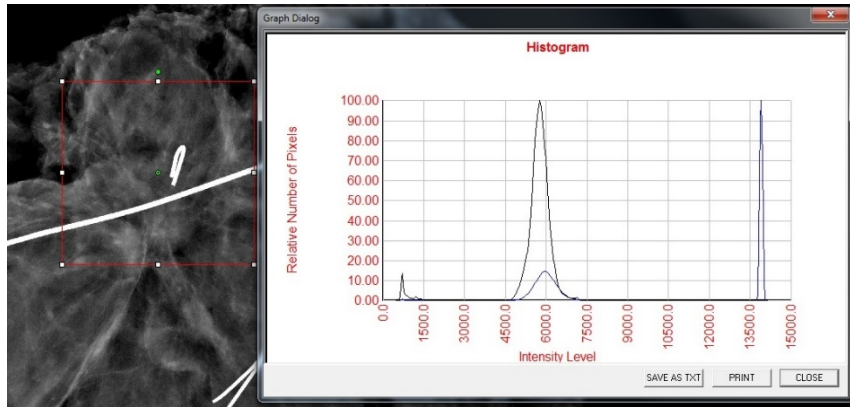 Graph Dialog
Histogram
Relative Number of Pixels
100.00
90.00
80.00
70.00
60.00
50.00
40.00
30.00
20.00
10.00
0.00
0.0 1500.0 3000.0 4500.0 6000.0 7500.0 9000.0 10500.0 12000.0 13500.0 15000.0
Intensity Level
SAVE AS TXT PRINT CLOSE